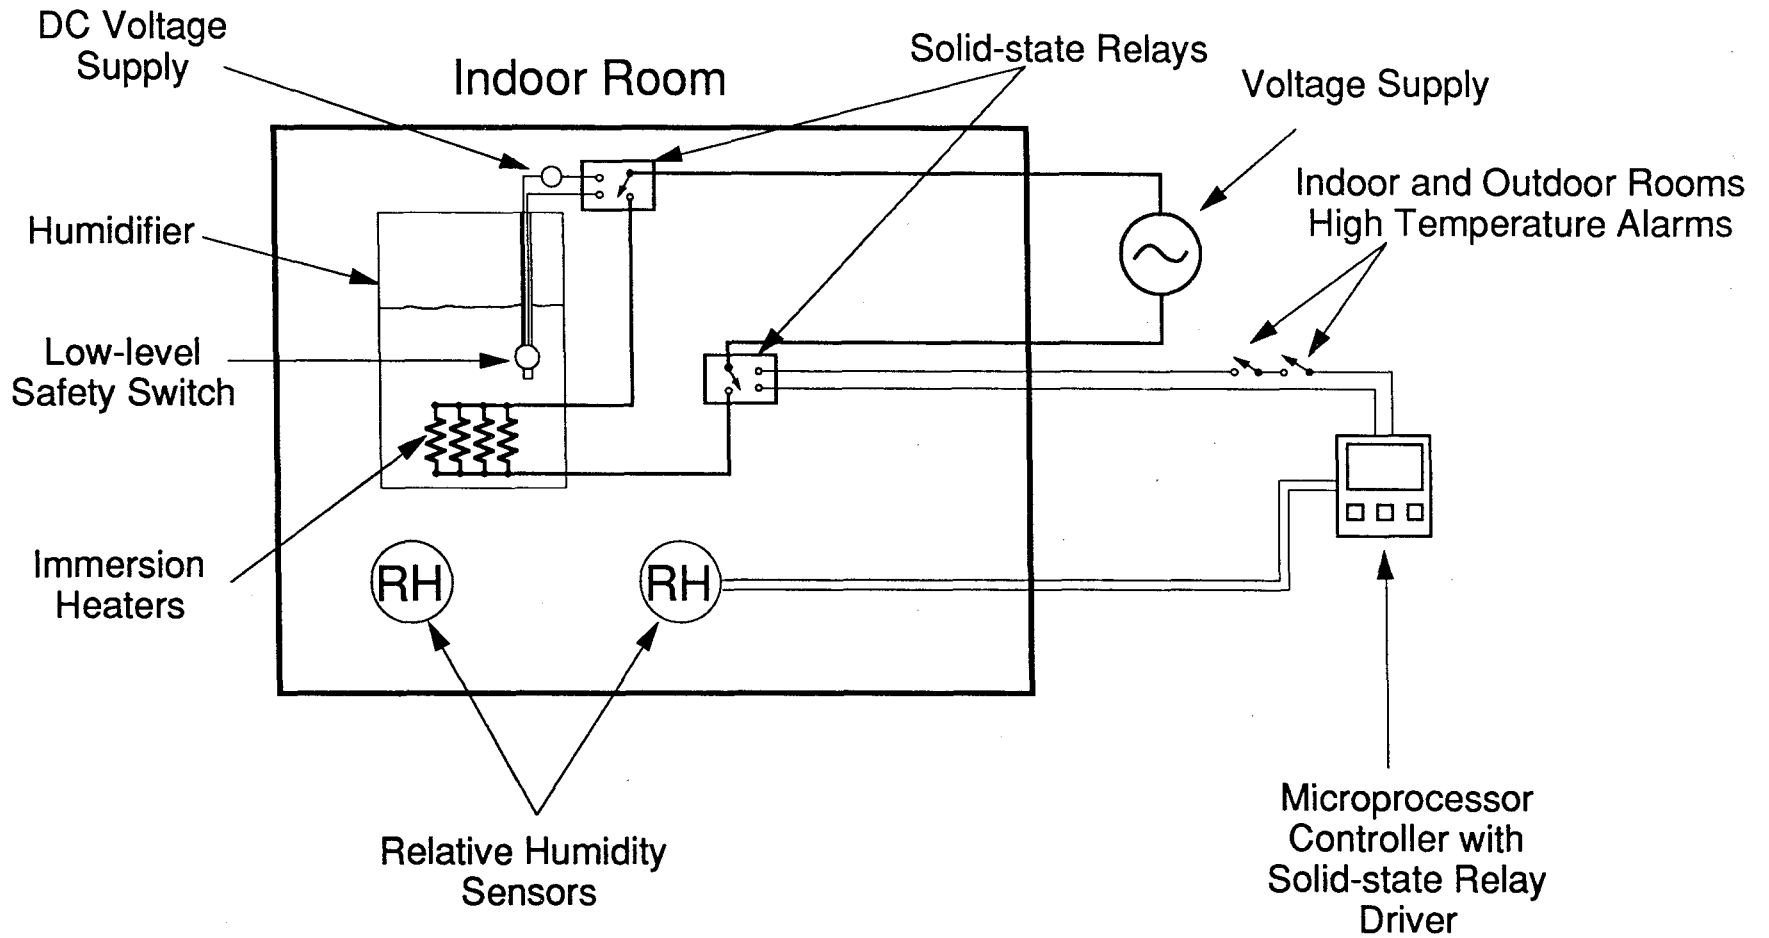 DC Voltage
Supply
Indoor Room
Solid-state Relays
Voltage Supply
Indoor and Outdoor Rooms
High Temperature Alarms
Humidifier
Low-level
Safety Switch
Immersion
Heaters
RH
RH
Relative Humidity
Sensors
Microprocessor
Controller with
Solid-state Relay
Driver